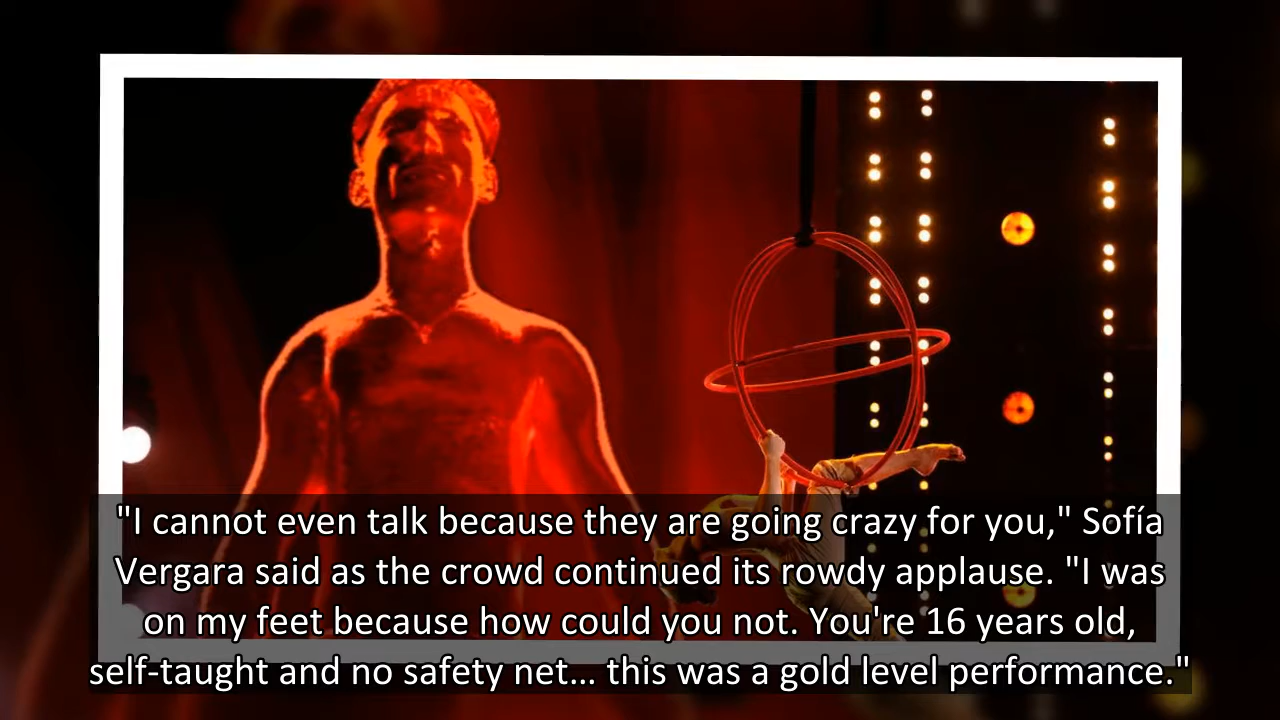 "I cannot even talk because they are going crazy for you," Sofía
Vergara said as the crowd continued its rowdy applause. "I was
on my feet because how could you not. You're 16 years old,
self-taught and no safety net... this was a gold level performance."